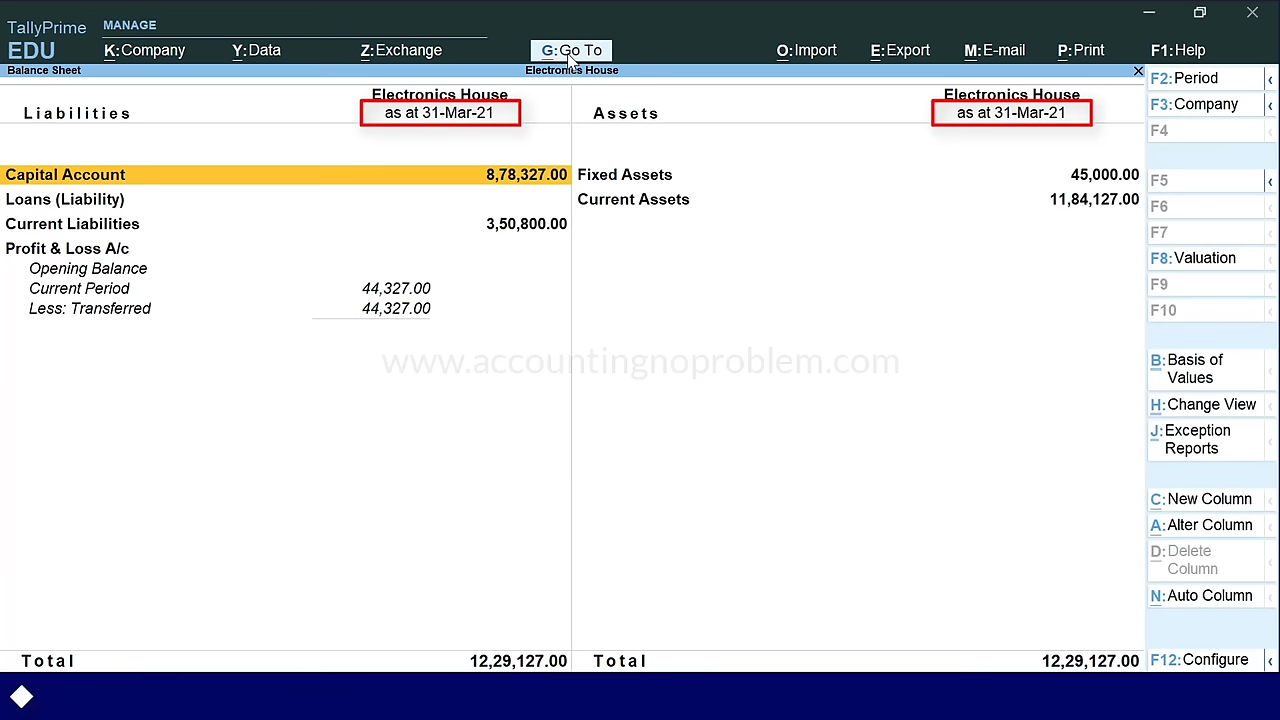 TallyPrime
EDU
MANAGE
K:Company Y:Data Z:Exchange G:Go To O:Import E:Export M:E-mail P:Print F1:Help
Balance Sheet Electronics House
Liabilities
Electronics House
as at 31-Mar-21
Assets
Electronics House
as at 31-Mar-21
Capital Account 8,78,327.00
Loans (Liability)
Current Liabilities 3,50,800.00
Profit & Loss A/c
Opening Balance
Current Period 44,327.00
Less: Transferred 44,327.00
Fixed Assets 45,000.00
Current Assets 11,84,127.00
www.accountingnoproblem.com
Total 12,29,127.00
Total 12,29,127.00
F2:Period
F3:Company
F4
F5
F6
F7
F8:Valuation
F9
F10
B:Basis of
Values
H:Change View
J:Exception
Reports
C:New Column
A:Alter Column
D:Delete
Column
N:Auto Column
F12:Configure